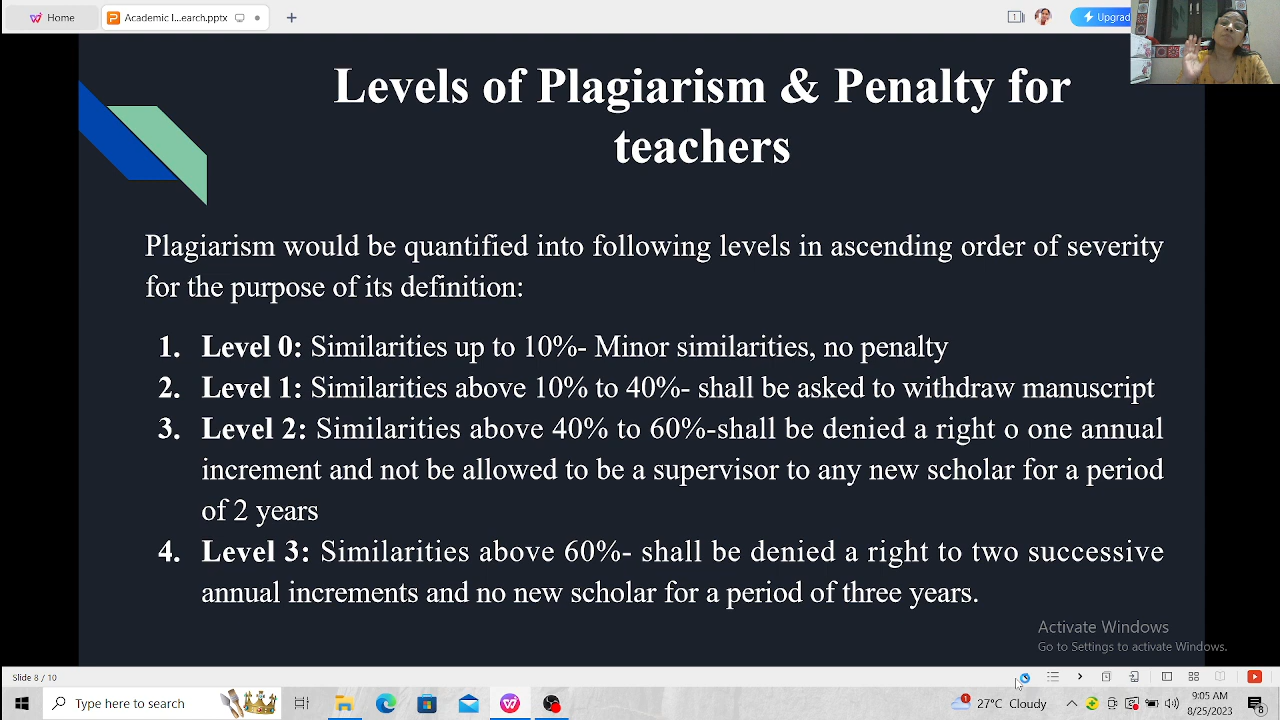 Home
Academic I...earch.pptx
1
Upgrad
Levels of Plagiarism & Penalty for
teachers
Plagiarism would be quantified into following levels in ascending order of severity
for the purpose of its definition:
1. Level 0: Similarities up to 10%- Minor similarities, no penalty
2. Level 1: Similarities above 10% to 40%- shall be asked to withdraw manuscript
3. Level 2: Similarities above 40% to 60%-shall be denied a right o one annual
increment and not be allowed to be a supervisor to any new scholar for a period
of 2 years
4. Level 3: Similarities above 60%- shall be denied a right to two successive
annual increments and no new scholar for a period of three years.
Activate Windows
Go to Settings to activate Windows.
Slide 8 / 10
Type here to search
1
27°C Cloudy
9:05 AM
8/25/2023
8